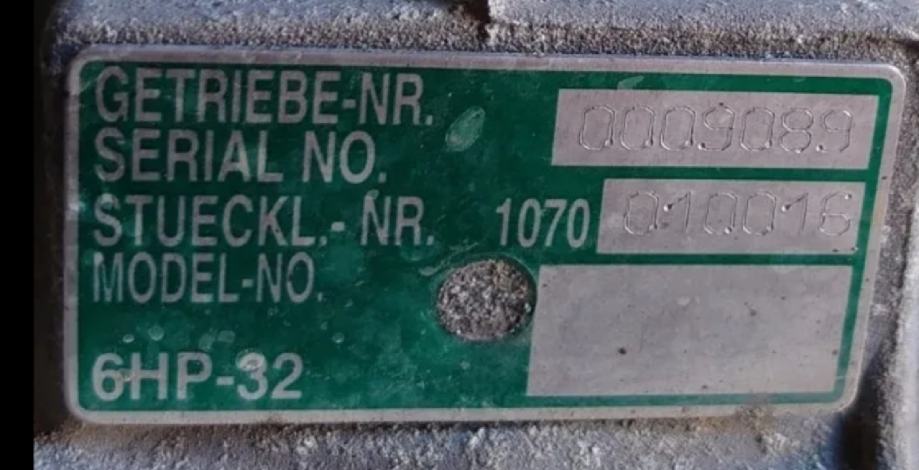 GETRIEBE-NR.
SERIAL NO. 0009089
STUECKL.- NR. 1070 010016
MODEL-NO.
6HP-32